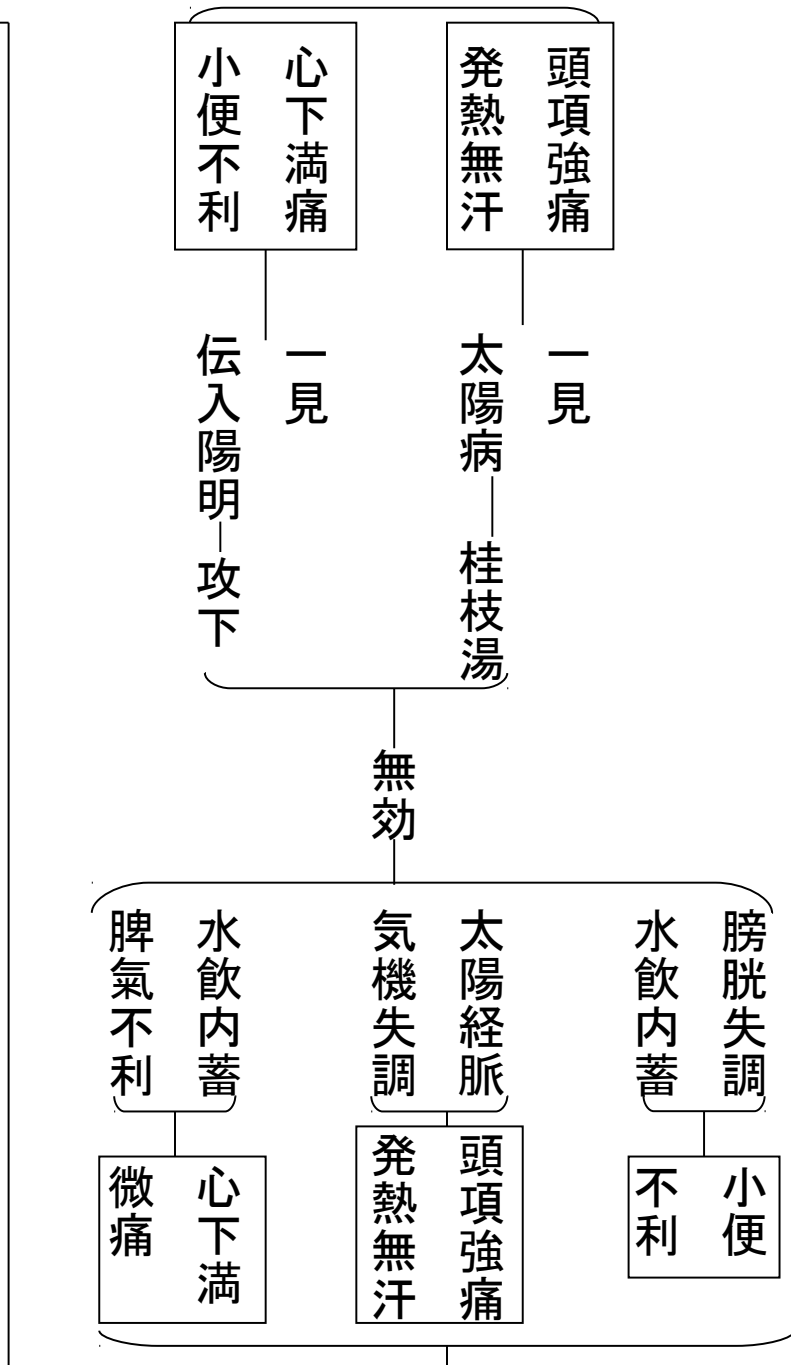 頭項強痛
発熱無汗
心下満痛
小便不利
一見
太陽病
桂枝湯
一見
伝入陽明
攻下
無効
膀胱失調
水飲内蓄
太陽経脈
気機失調
水飲内蓄
脾氣不利
小便
不利
頭項強痛
発熱無汗
心下満
微痛